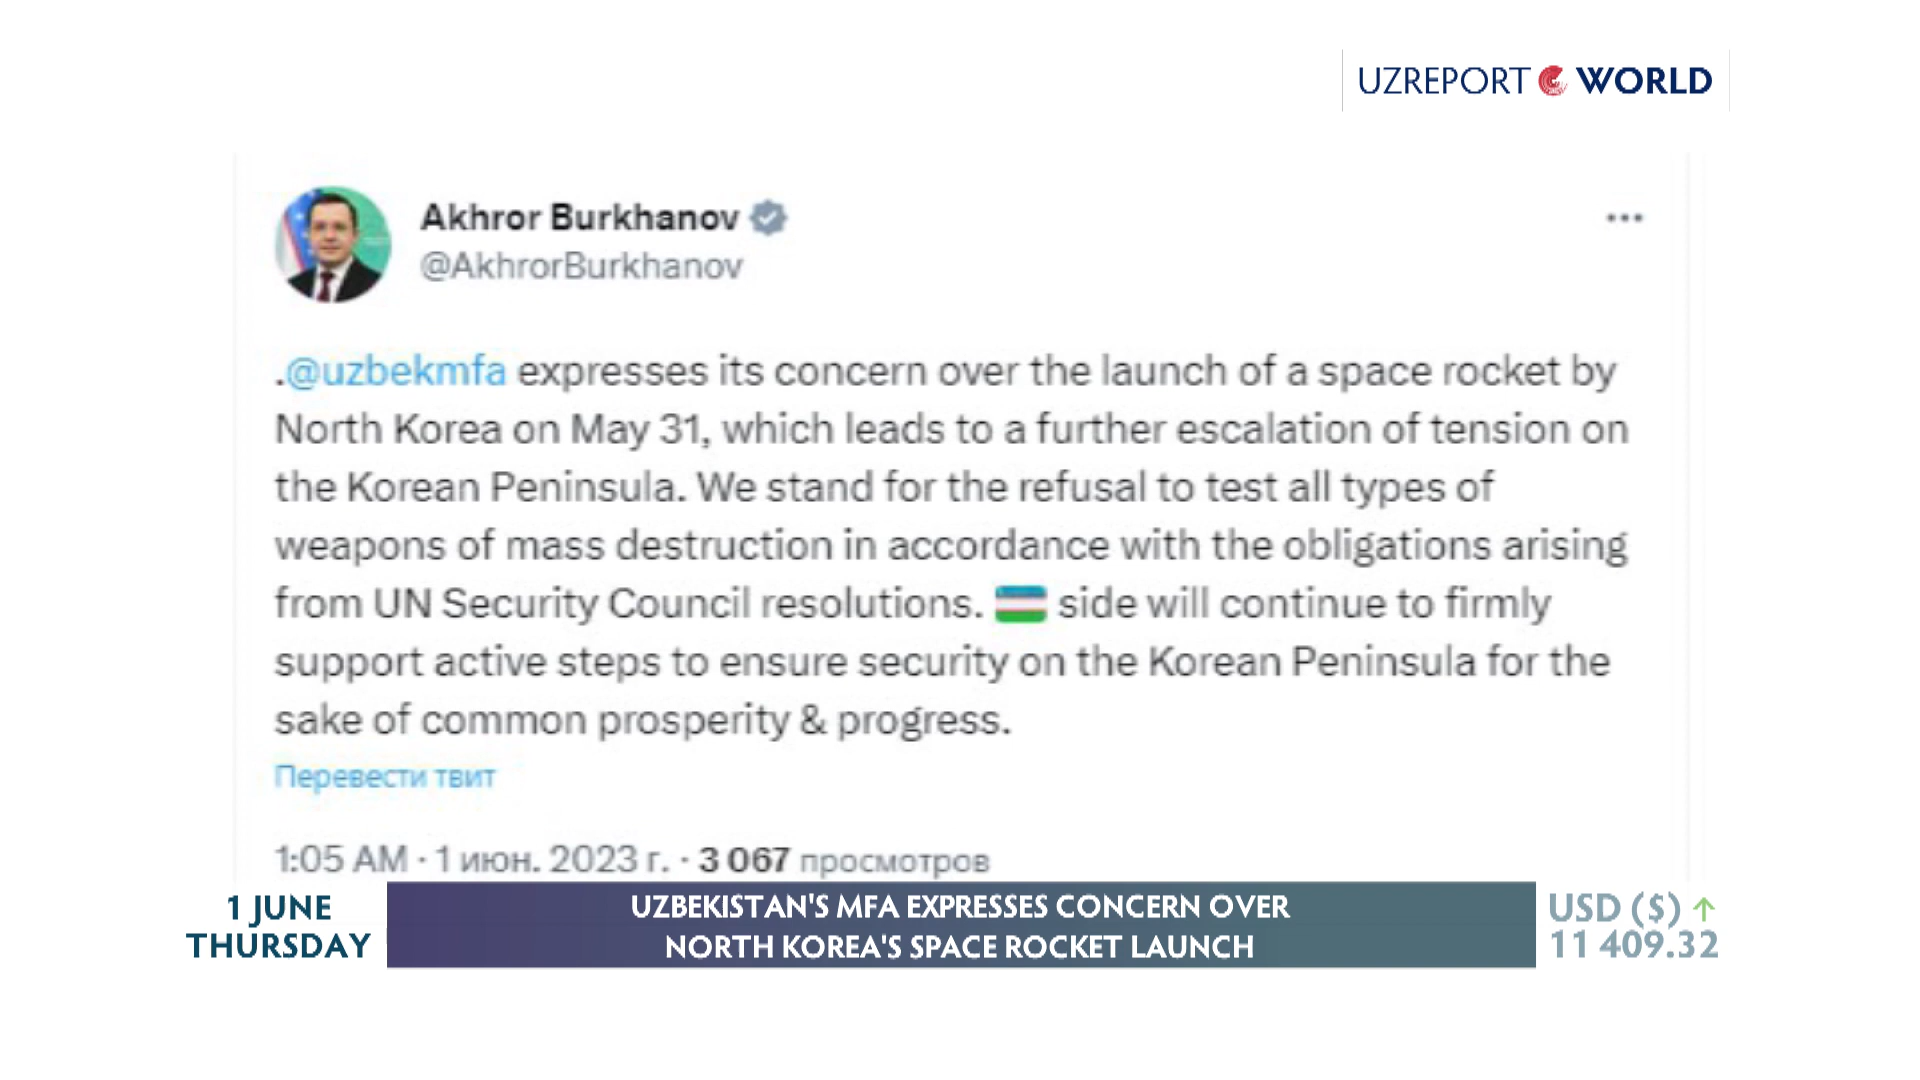 UZREPORT WORLD
Akhror Burkhanov
@AkhrorBurkhanov
.@uzbekmfa expresses its concern over the launch of a space rocket by
North Korea on May 31, which leads to a further escalation of tension on
the Korean Peninsula. We stand for the refusal to test all types of
weapons of mass destruction in accordance with the obligations arising
from UN Security Council resolutions. 🇺🇿 side will continue to firmly
support active steps to ensure security on the Korean Peninsula for the
sake of common prosperity & progress.
Перевести твит
1:05 AM · 1 июн. 2023 г. · 3 067 просмотров
1 JUNE
THURSDAY
UZBEKISTAN'S MFA EXPRESSES CONCERN OVER
NORTH KOREA'S SPACE ROCKET LAUNCH
USD ($) ↑
11 409.32